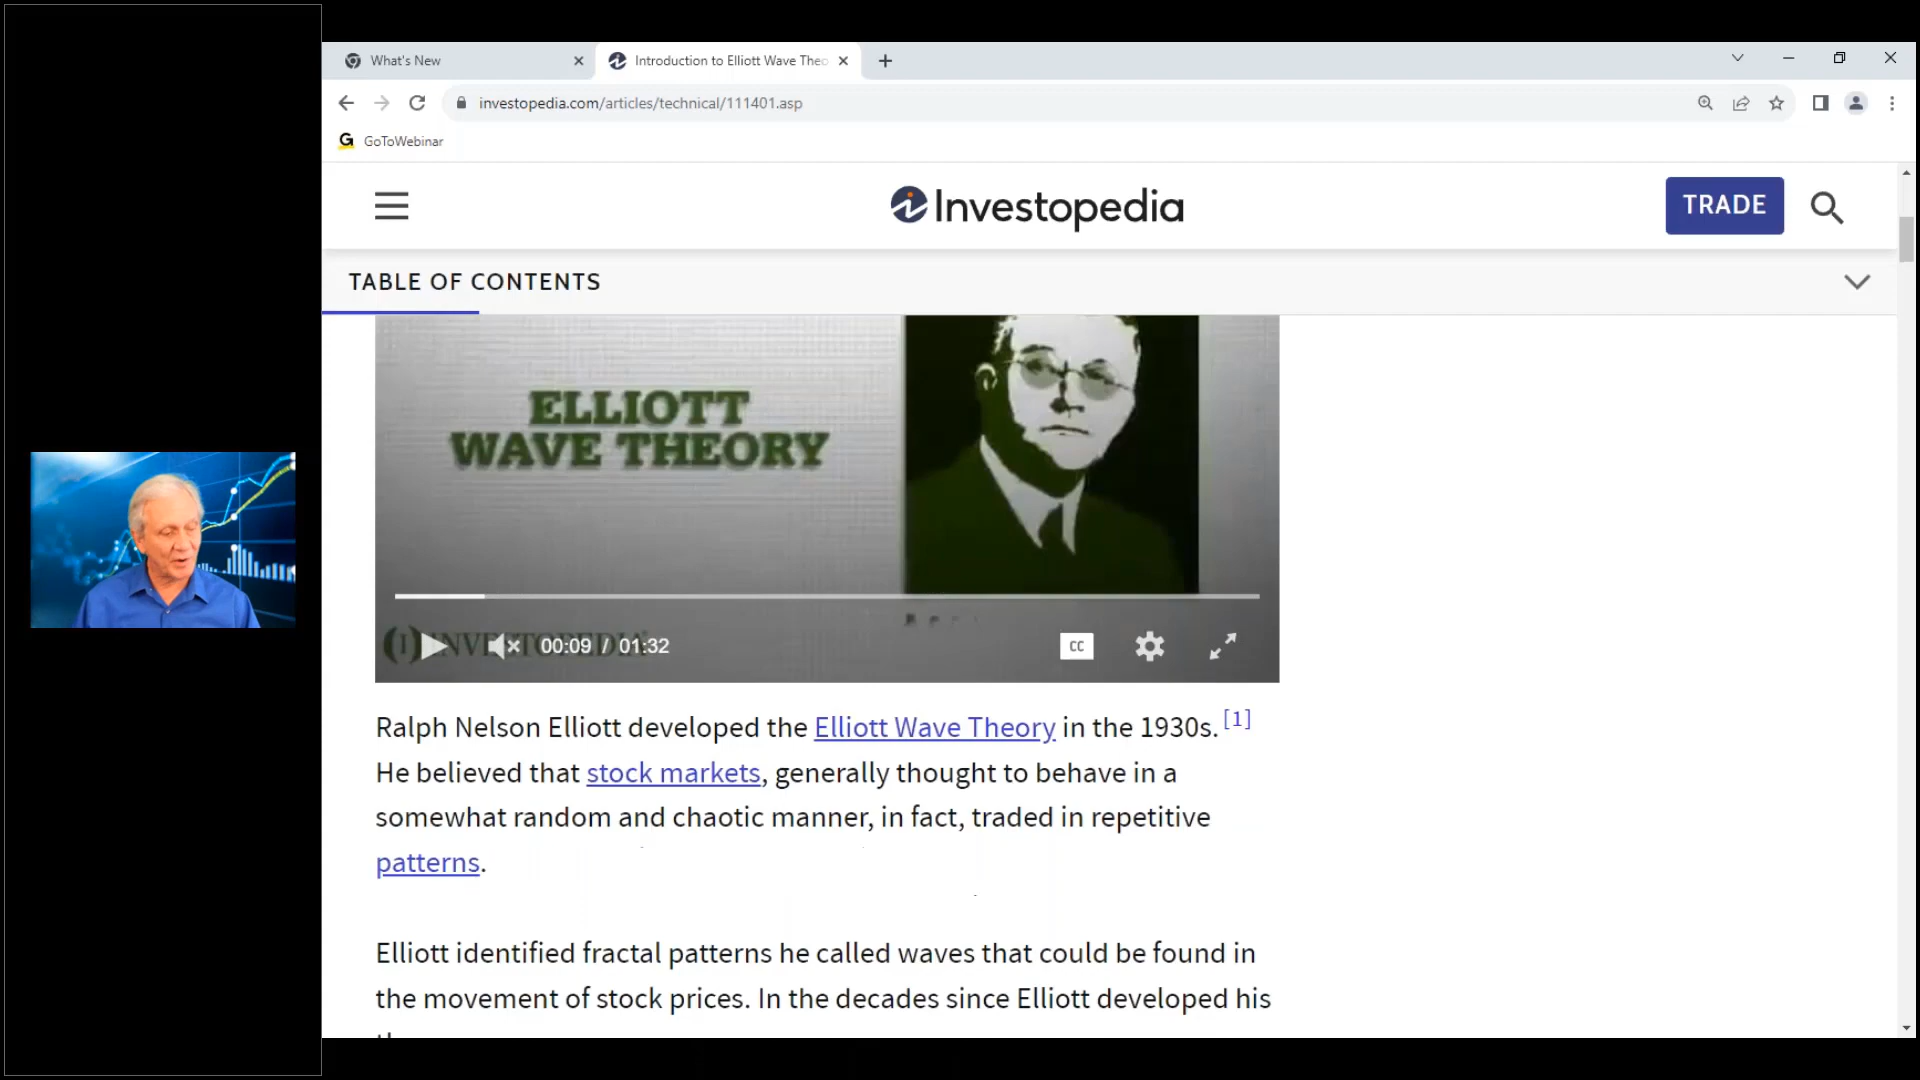 What's New
Introduction to Elliott Wave Theo
investopedia.com/articles/technical/111401.asp
GoToWebinar
Investopedia
TRADE
TABLE OF CONTENTS
ELLIOTT
WAVE THEORY
INVESTOPEDIA
00:09 / 01:32
CC
Ralph Nelson Elliott developed the Elliott Wave Theory in the 1930s. [1]
He believed that stock markets, generally thought to behave in a
somewhat random and chaotic manner, in fact, traded in repetitive
patterns.
Elliott identified fractal patterns he called waves that could be found in
the movement of stock prices. In the decades since Elliott developed his